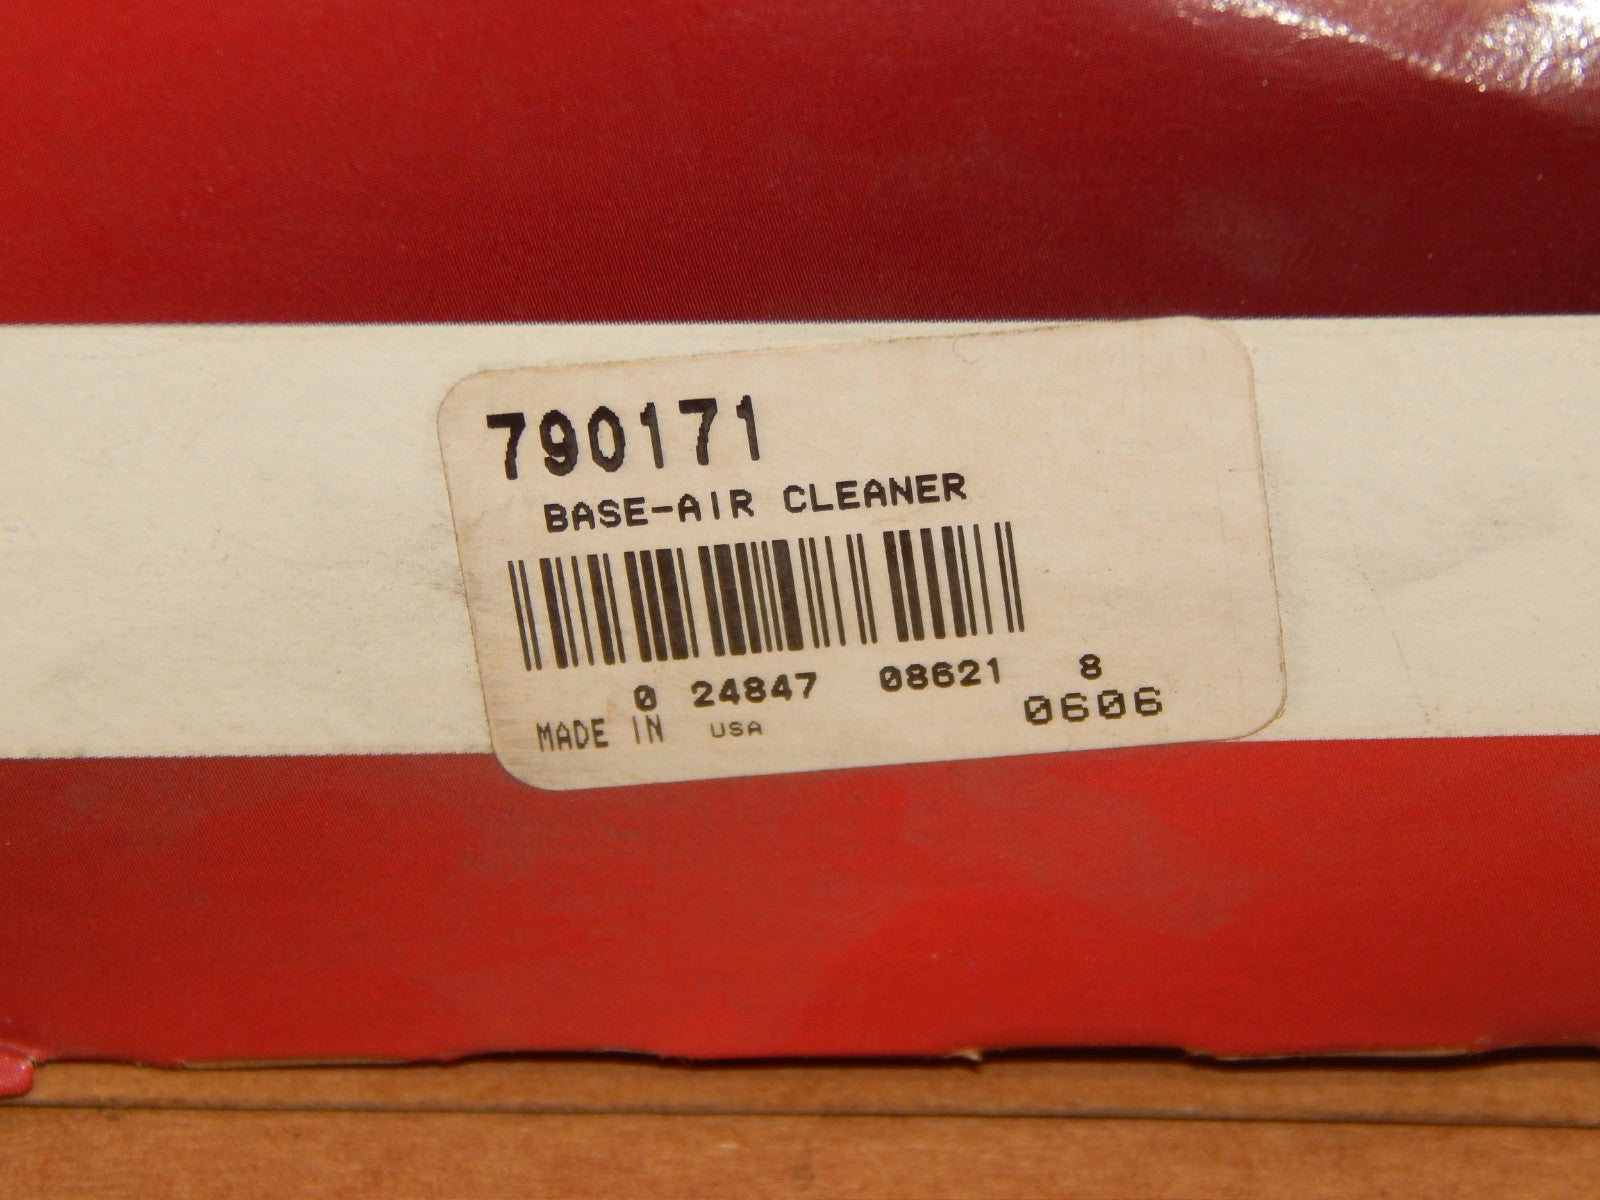 790171
BASE-AIR CLEANER
0 24847 08621 8
MADE IN USA 0606